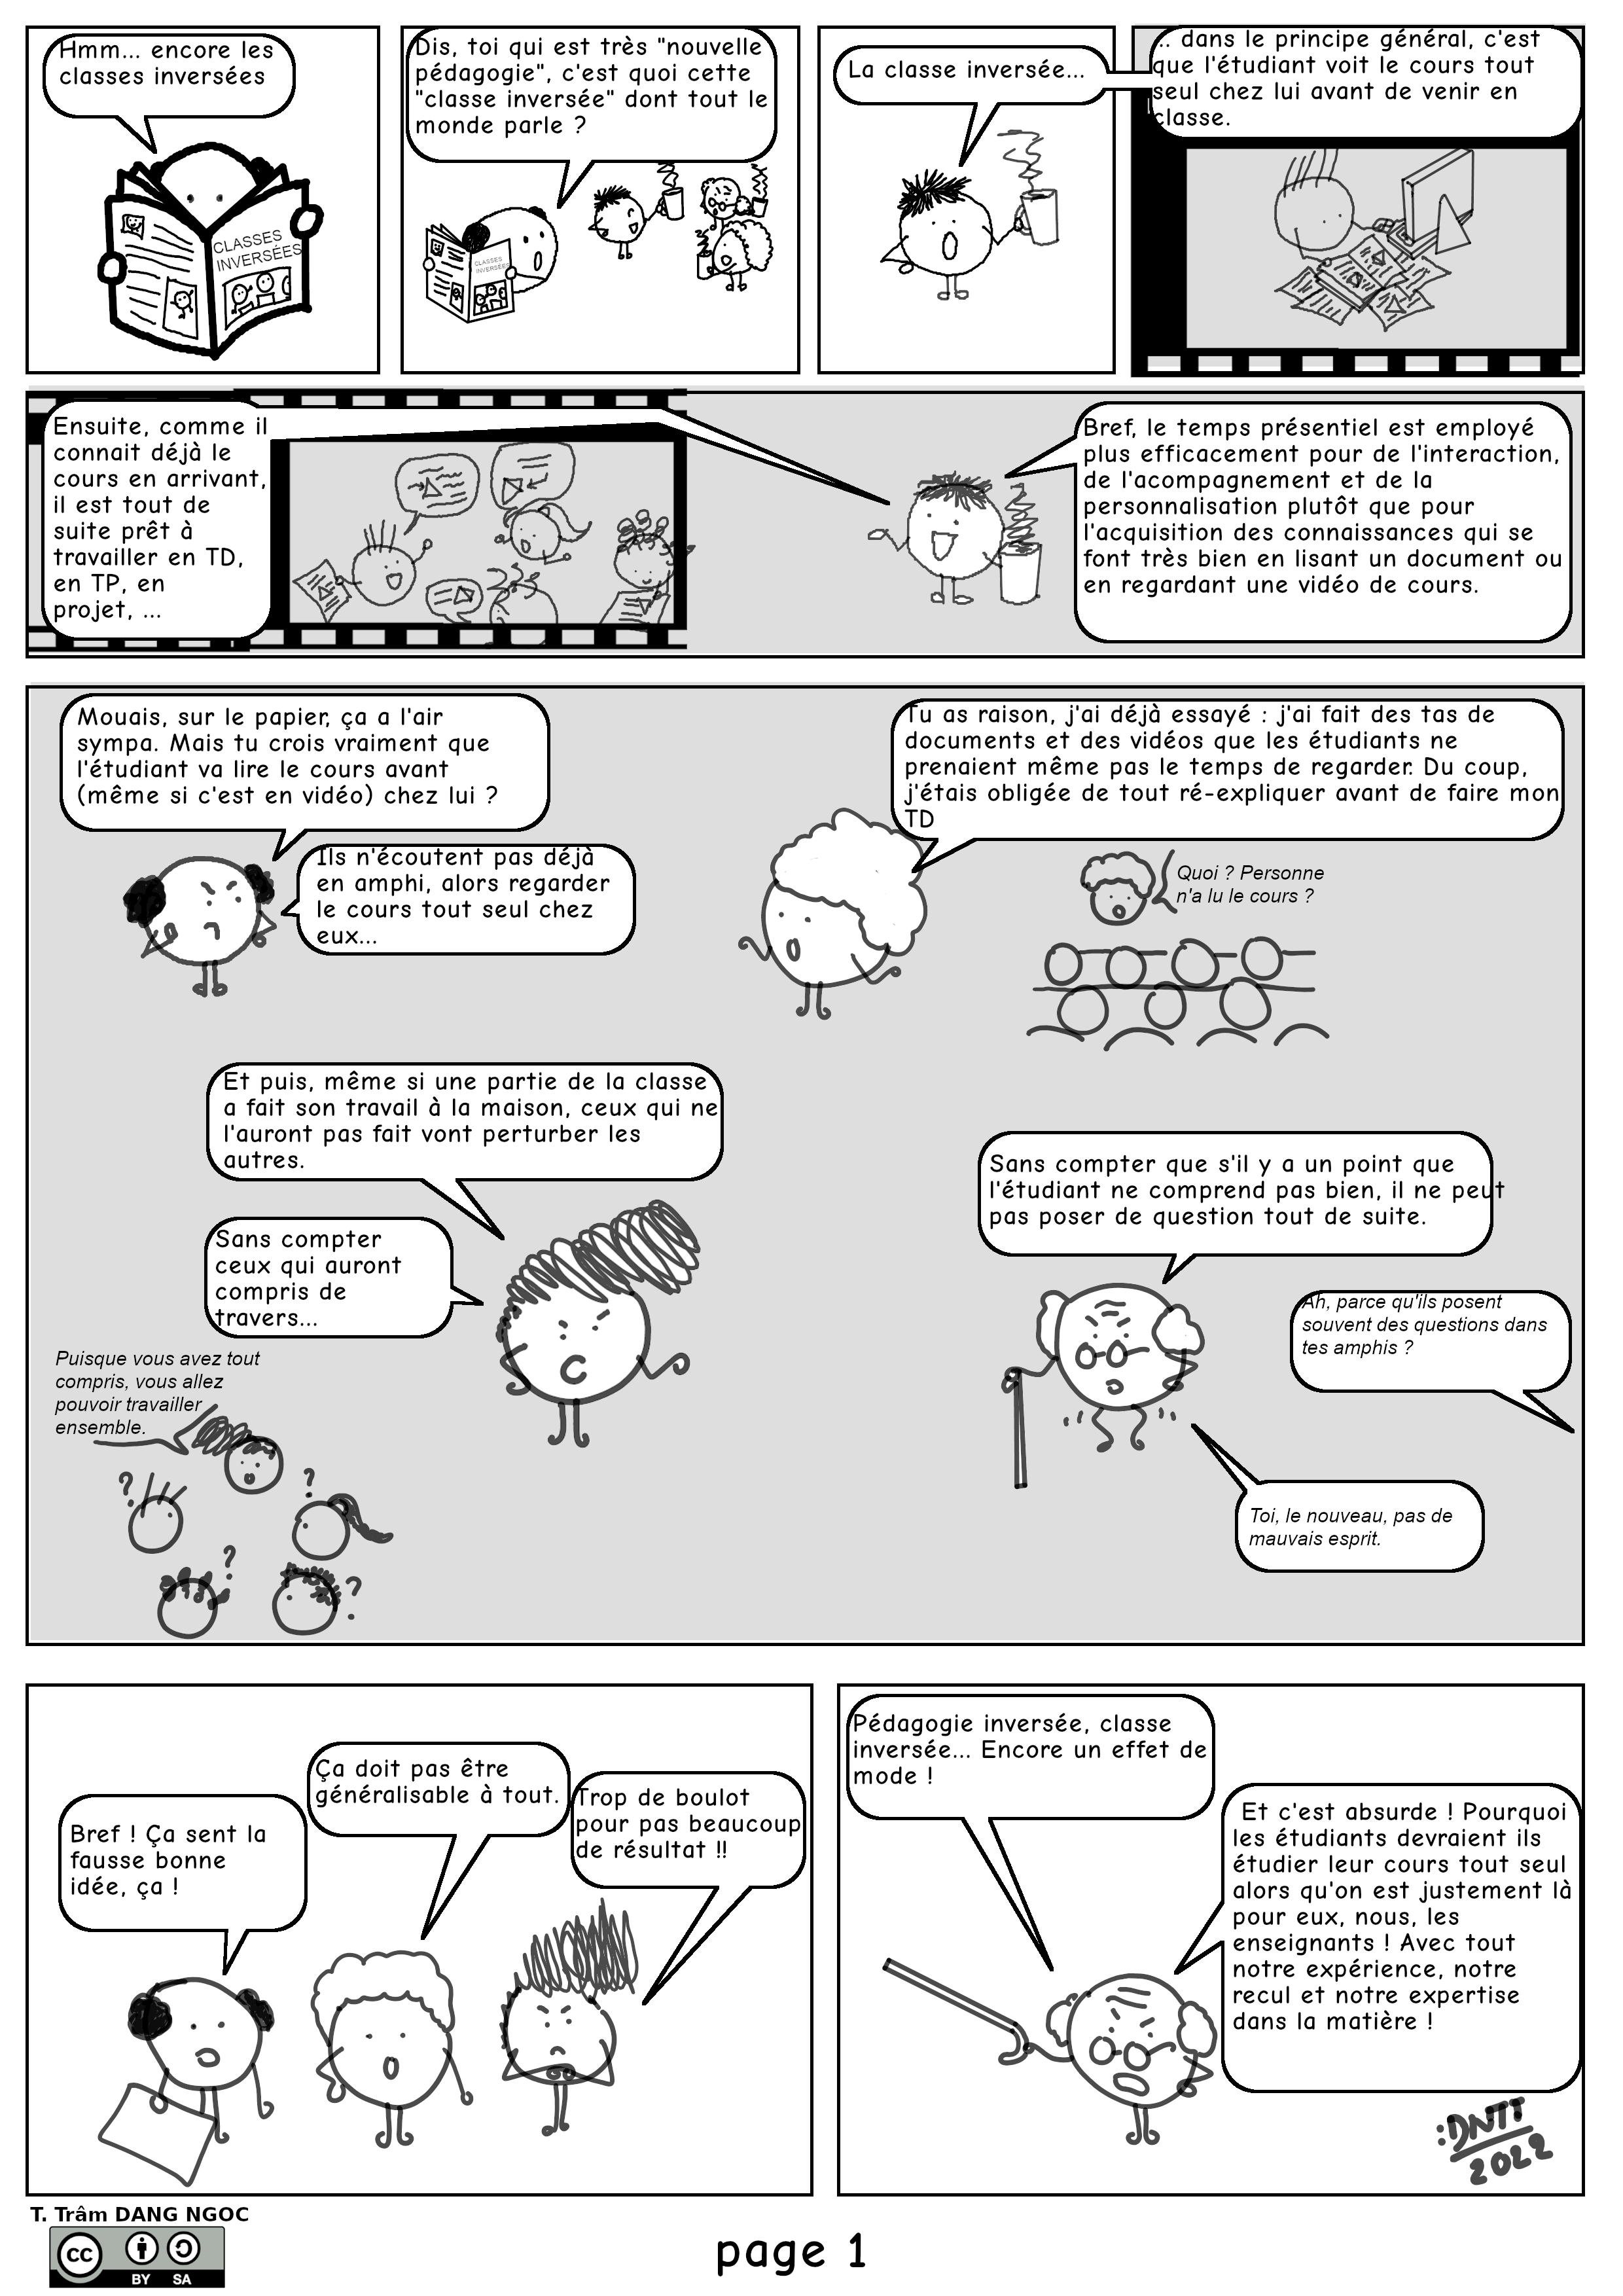 Hmm... encore les
classes inversées
CLASSES
INVERSÉES
Dis, toi qui est très "nouvelle
pédagogie", c'est quoi cette
"classe inversée" dont tout le
monde parle ?
CLASSES
INVERSÉES
La classe inversée...
.. dans le principe général, c'est
que l'étudiant voit le cours tout
seul chez lui avant de venir en
classe.
Ensuite, comme il
connait déjà le
cours en arrivant,
il est tout de
suite prêt à
travailler en TD,
en TP, en
projet, ...
Bref, le temps présentiel est employé
plus efficacement pour de l'interaction,
de l'acompagnement et de la
personnalisation plutôt que pour
l'acquisition des connaissances qui se
font très bien en lisant un document ou
en regardant une vidéo de cours.
Mouais, sur le papier, ça a l'air
sympa. Mais tu crois vraiment que
l'étudiant va lire le cours avant
(même si c'est en vidéo) chez lui ?
Ils n'écoutent pas déjà
en amphi, alors regarder
le cours tout seul chez
eux...
Tu as raison, j'ai déjà essayé : j'ai fait des tas de
documents et des vidéos que les étudiants ne
prenaient même pas le temps de regarder. Du coup,
j'étais obligée de tout ré-expliquer avant de faire mon
TD
Quoi ? Personne
n'a lu le cours ?
Et puis, même si une partie de la classe
a fait son travail à la maison, ceux qui ne
l'auront pas fait vont perturber les
autres.
Sans compter
ceux qui auront
compris de
travers...
Puisque vous avez tout
compris, vous allez
pouvoir travailler
ensemble.
?
?
?
?
Sans compter que s'il y a un point que
l'étudiant ne comprend pas bien, il ne peut
pas poser de question tout de suite.
Ah, parce qu'ils posent
souvent des questions dans
tes amphis ?
Toi, le nouveau, pas de
mauvais esprit.
Bref ! Ça sent la
fausse bonne
idée, ça !
Ça doit pas être
généralisable à tout.
Trop de boulot
pour pas beaucoup
de résultat !!
Pédagogie inversée, classe
inversée... Encore un effet de
mode !
Et c'est absurde ! Pourquoi
les étudiants devraient ils
étudier leur cours tout seul
alors qu'on est justement là
pour eux, nous, les
enseignants ! Avec tout
notre expérience, notre
recul et notre expertise
dans la matière !
:DNTT
2022
T. Trâm DANG NGOC
cc
BY SA
page 1